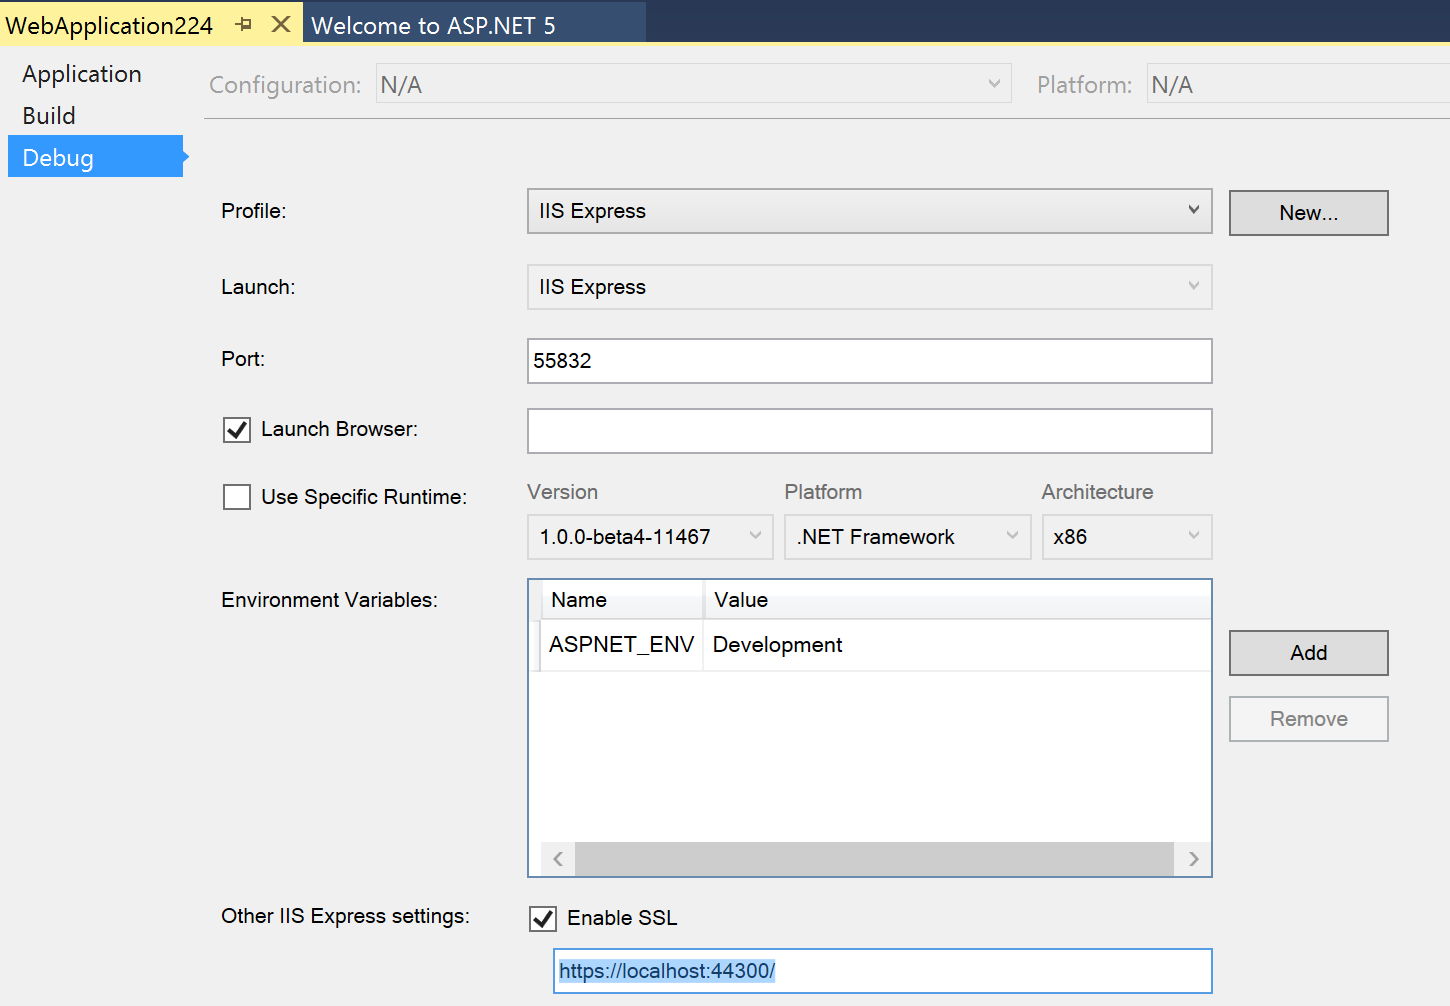 WebApplication224
Welcome to ASP.NET 5
Application
Build
Debug
Configuration: N/A Platform: N/A
Profile: IIS Express New...
Launch: IIS Express
Port: 55832
Launch Browser:
Use Specific Runtime: Version Platform Architecture
1.0.0-beta4-11467 .NET Framework x86
Environment Variables: Name Value
ASPNET_ENV Development
Add
Remove
Other IIS Express settings: Enable SSL
https://localhost:44300/